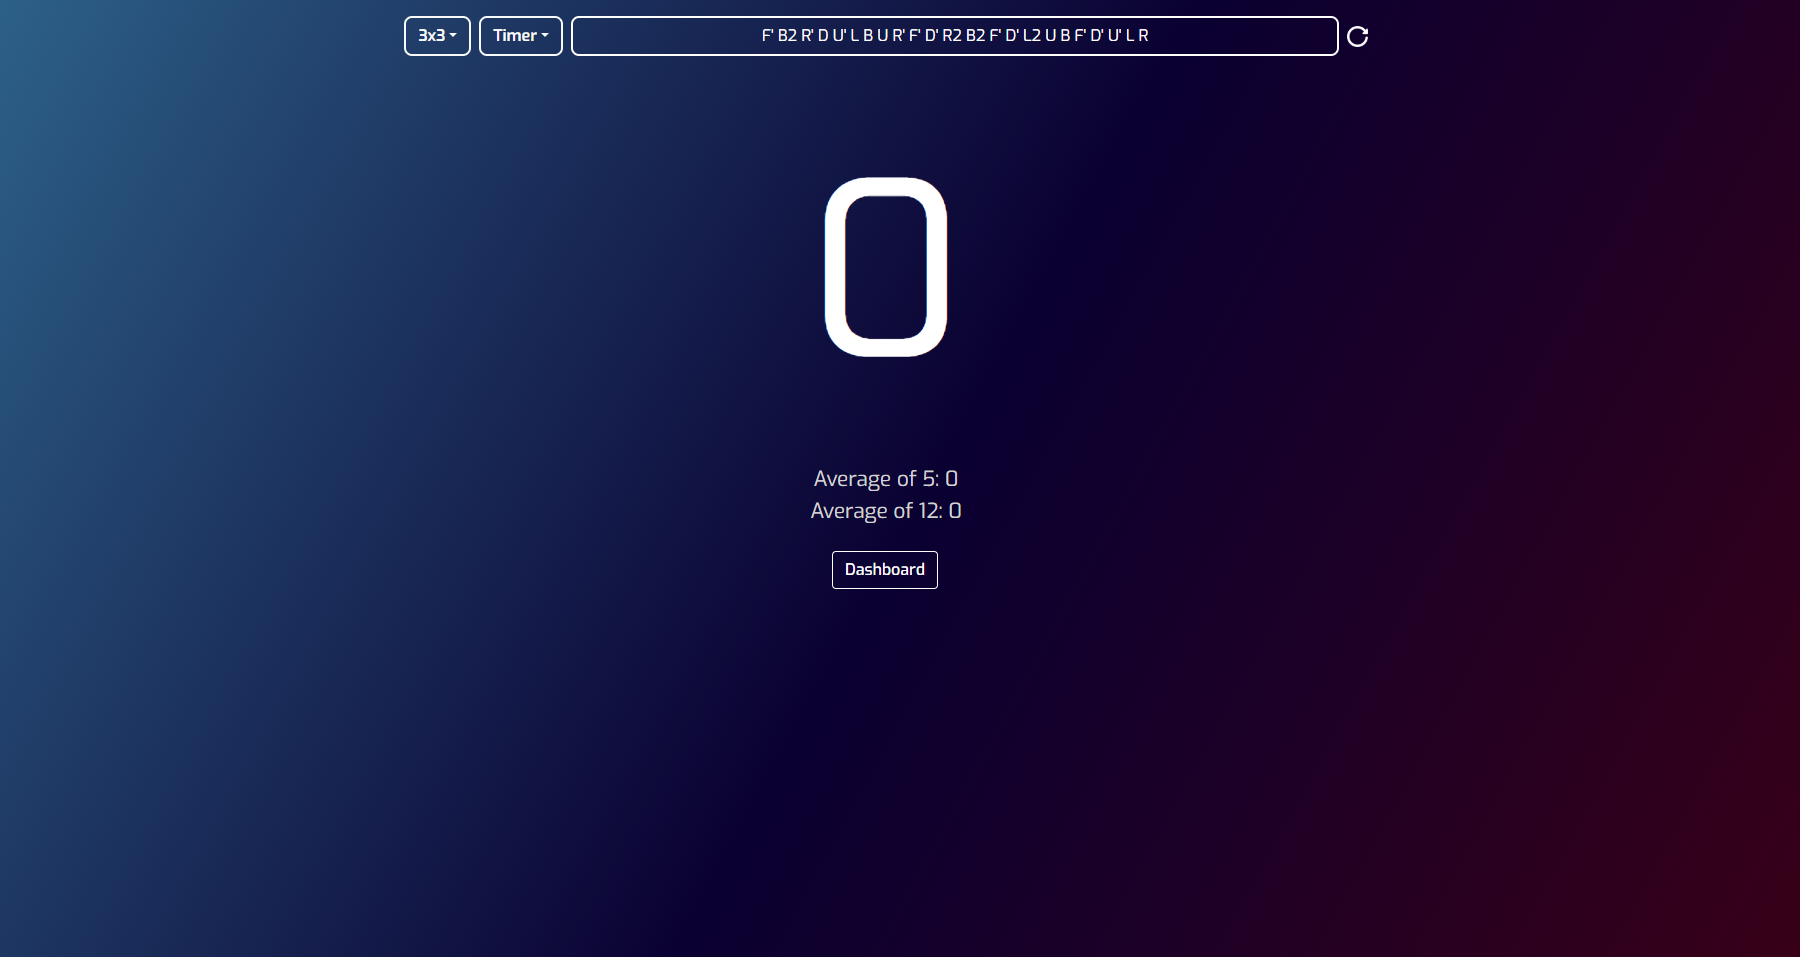 3x3
Timer
F' B2 R' D U' L B U R' F' D' R2 B2 F' D' L2 U B F' D' U' L R
0
Average of 5: 0
Average of 12: 0
Dashboard